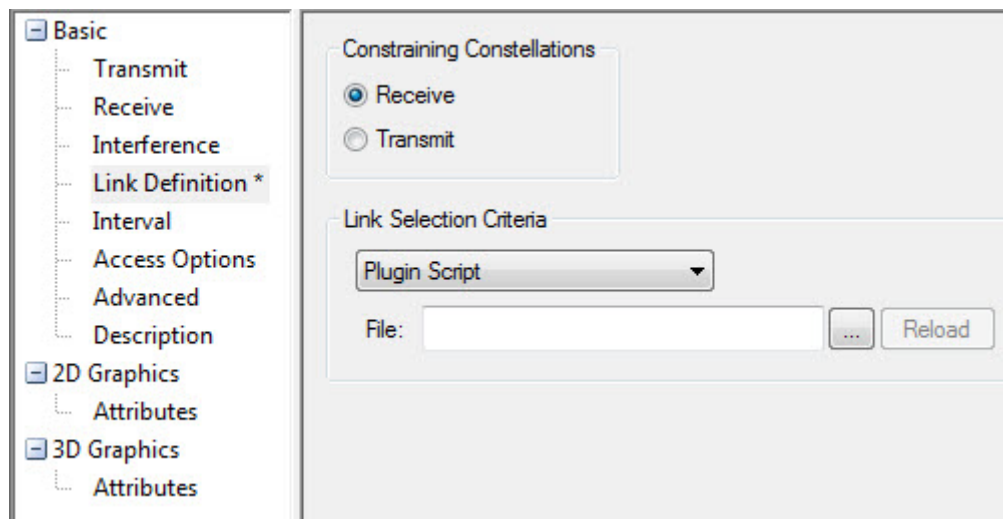 Basic
Transmit
Receive
Interference
Link Definition *
Interval
Access Options
Advanced
Description
2D Graphics
Attributes
3D Graphics
Attributes
Constraining Constellations
Receive
Transmit
Link Selection Criteria
Plugin Script
File: ... Reload